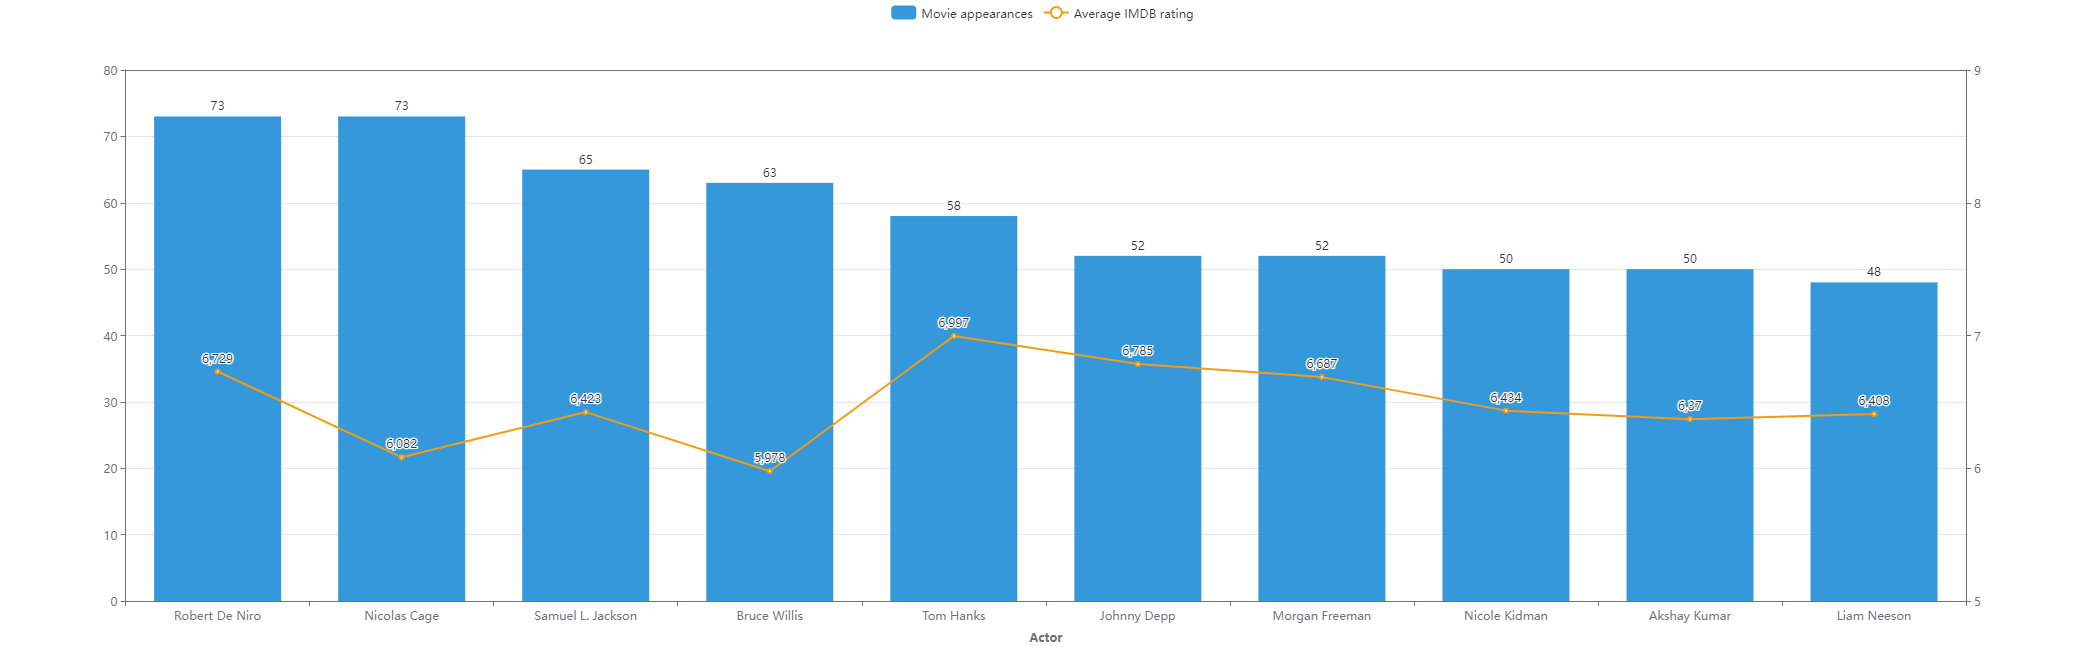 Movie appearances Average IMDB rating
80 9
73 73
70
65
63
60 58 8
52 52
50 50 50
48
40 6,997 7
6,729 6,785 6,687
30 6,423 6,434 6,37 6,408
6,082
5,978
20 6
10
0 5
Robert De Niro Nicolas Cage Samuel L. Jackson Bruce Willis Tom Hanks Johnny Depp Morgan Freeman Nicole Kidman Akshay Kumar Liam Neeson
Actor